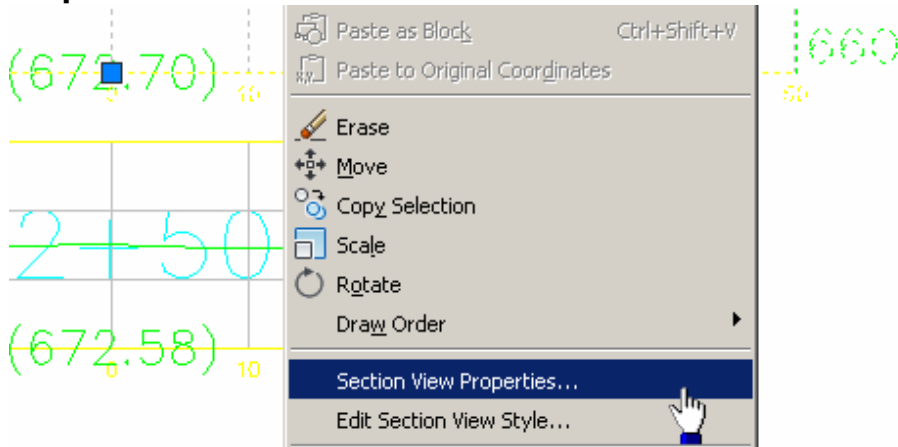 Paste as Block Ctrl+Shift+V
660
(672.70)
Paste to Original Coordinates
10
50
Erase
Move
Copy Selection
2+50
Scale
Rotate
Draw Order
(672.58)
0 10
Section View Properties...
Edit Section View Style...